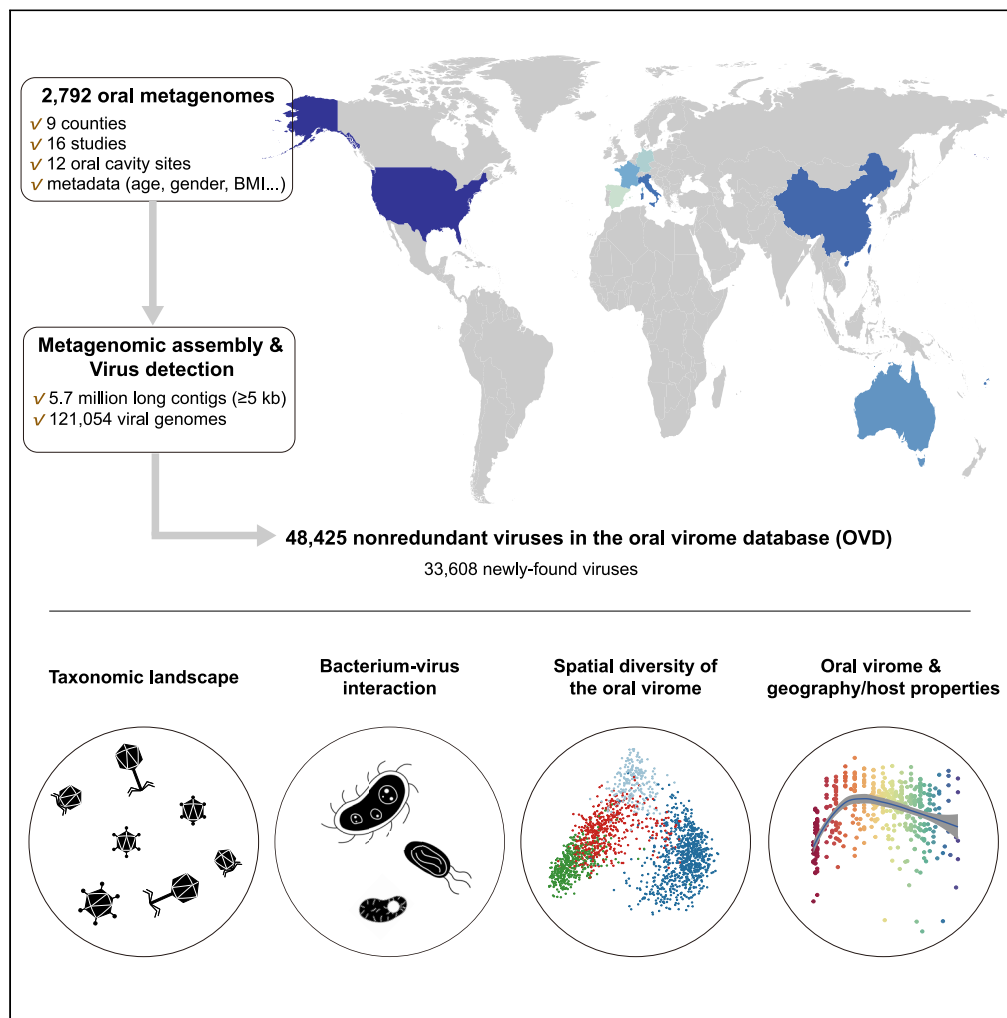 2,792 oral metagenomes
√ 9 counties
√ 16 studies
√ 12 oral cavity sites
√ metadata (age, gender, BMI...)
Metagenomic assembly &
Virus detection
√ 5.7 million long contigs (≥5 kb)
√ 121,054 viral genomes
48,425 nonredundant viruses in the oral virome database (OVD)
33,608 newly-found viruses
Taxonomic landscape
Bacterium-virus
interaction
Spatial diversity of
the oral virome
Oral virome &
geography/host properties